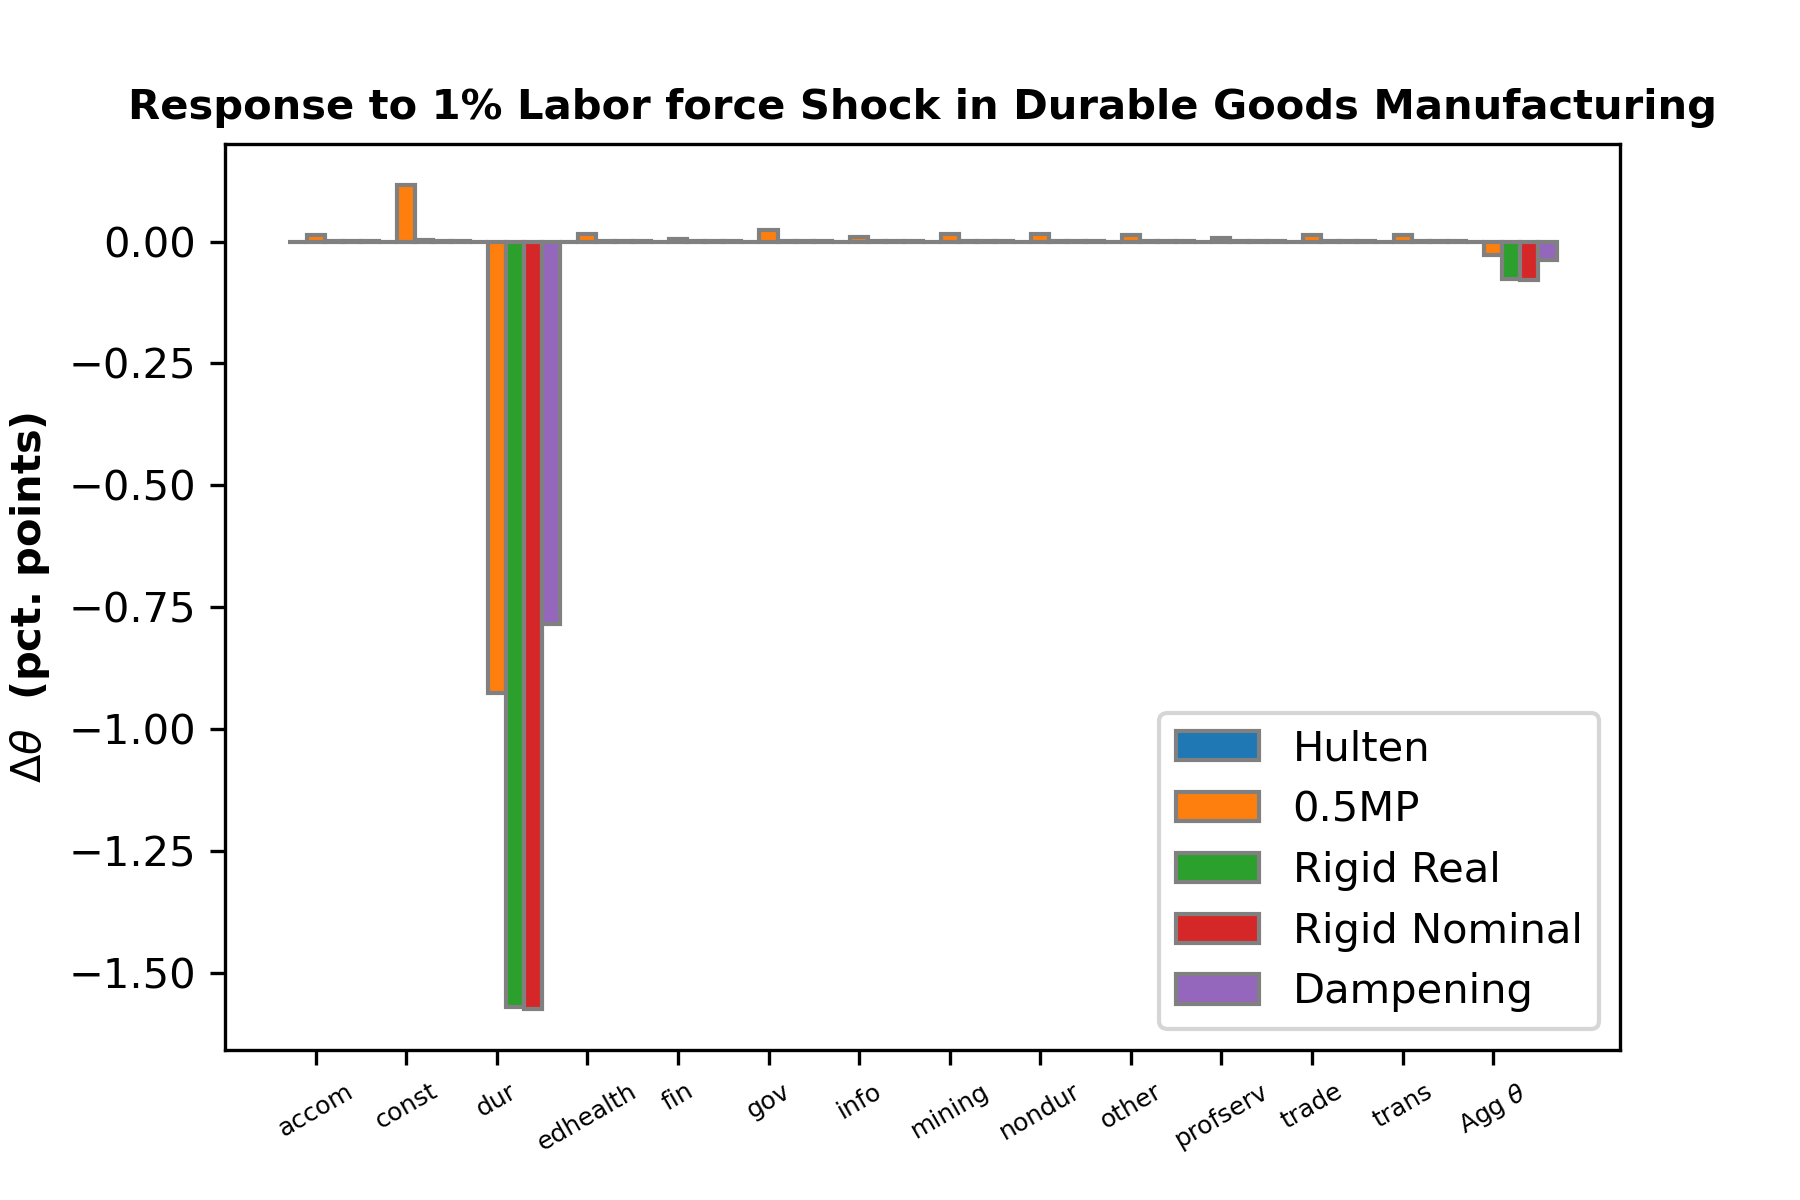 Response to 1% Labor force Shock in Durable Goods Manufacturing
Δθ (pct. points)
0.00
−0.25
−0.50
−0.75
−1.00
−1.25
−1.50
Hulten
0.5MP
Rigid Real
Rigid Nominal
Dampening
accom
const
dur
edhealth
fin
gov
info
mining
nondur
other
profserv
trade
trans
Agg θ